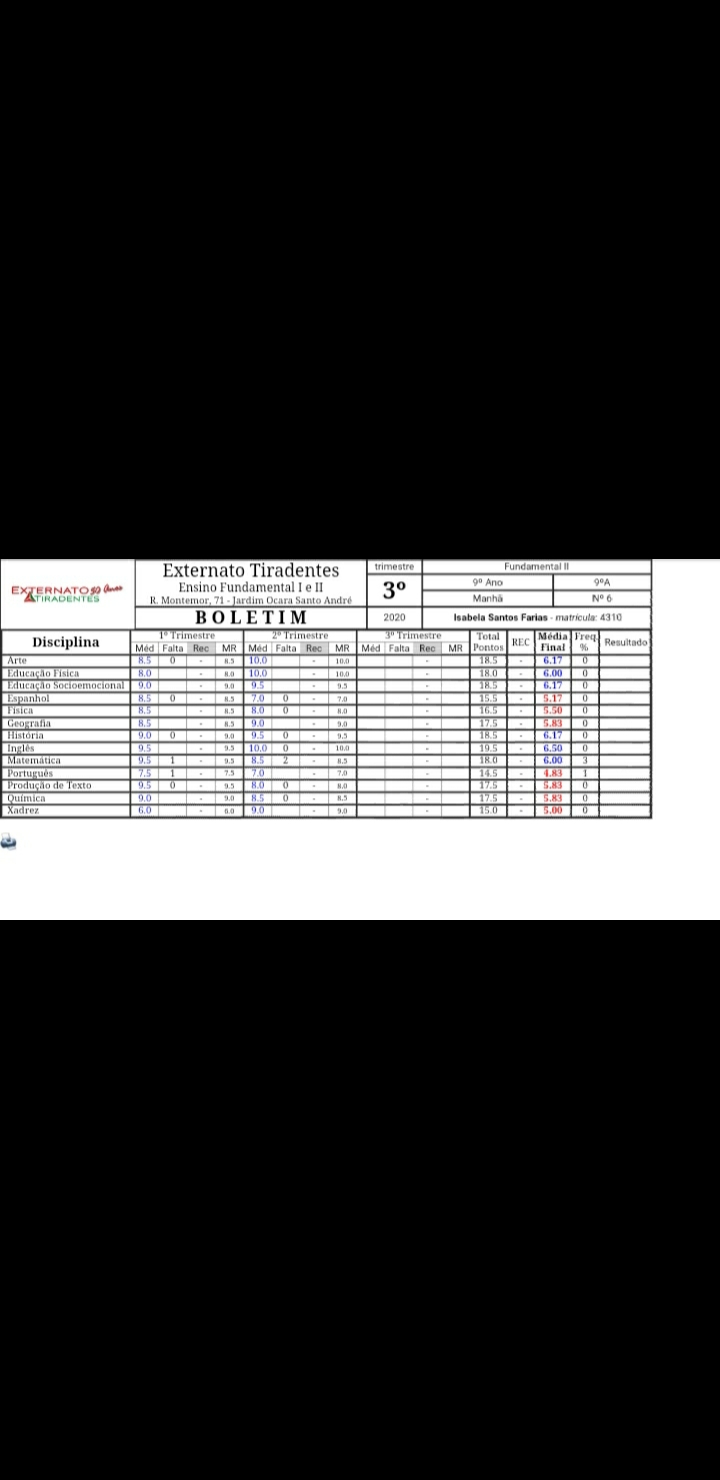 EXTERNATO 50 Anos
TIRADENTES
Externato Tiradentes
Ensino Fundamental I e II
R. Montemor, 71 - Jardim Ocara Santo André
BOLETIM
trimestre
3º
2020
Fundamental II
9º Ano 9ºA
Manhã Nº 6
Isabela Santos Farias - matrícula: 4310
Disciplina 1º Trimestre 2º Trimestre 3º Trimestre Total Pontos REC Média Final Freq. % Resultado
Méd Falta Rec MR Méd Falta Rec MR Méd Falta Rec MR
Arte 8.5 0 - 8.5 10.0 - 10.0 - 18.5 - 6.17 0
Educação Física 8.0 - 8.0 10.0 - 10.0 - 18.0 - 6.00 0
Educação Socioemocional 9.0 - 9.0 9.5 - 9.5 - 18.5 - 6.17 0
Espanhol 8.5 0 - 8.5 7.0 0 - 7.0 - 15.5 - 5.17 0
Física 8.5 - 8.5 8.0 0 - 8.0 - 16.5 - 5.50 0
Geografia 8.5 - 8.5 9.0 - 9.0 - 17.5 - 5.83 0
História 9.0 0 - 9.0 9.5 0 - 9.5 - 18.5 - 6.17 0
Inglês 9.5 - 9.5 10.0 0 - 10.0 - 19.5 - 6.50 0
Matemática 9.5 1 - 9.5 8.5 2 - 8.5 - 18.0 - 6.00 3
Português 7.5 1 - 7.5 7.0 - 7.0 - 14.5 - 4.83 1
Produção de Texto 9.5 0 - 9.5 8.0 0 - 8.0 - 17.5 - 5.83 0
Química 9.0 - 9.0 8.5 0 - 8.5 - 17.5 - 5.83 0
Xadrez 6.0 - 6.0 9.0 - 9.0 - 15.0 - 5.00 0